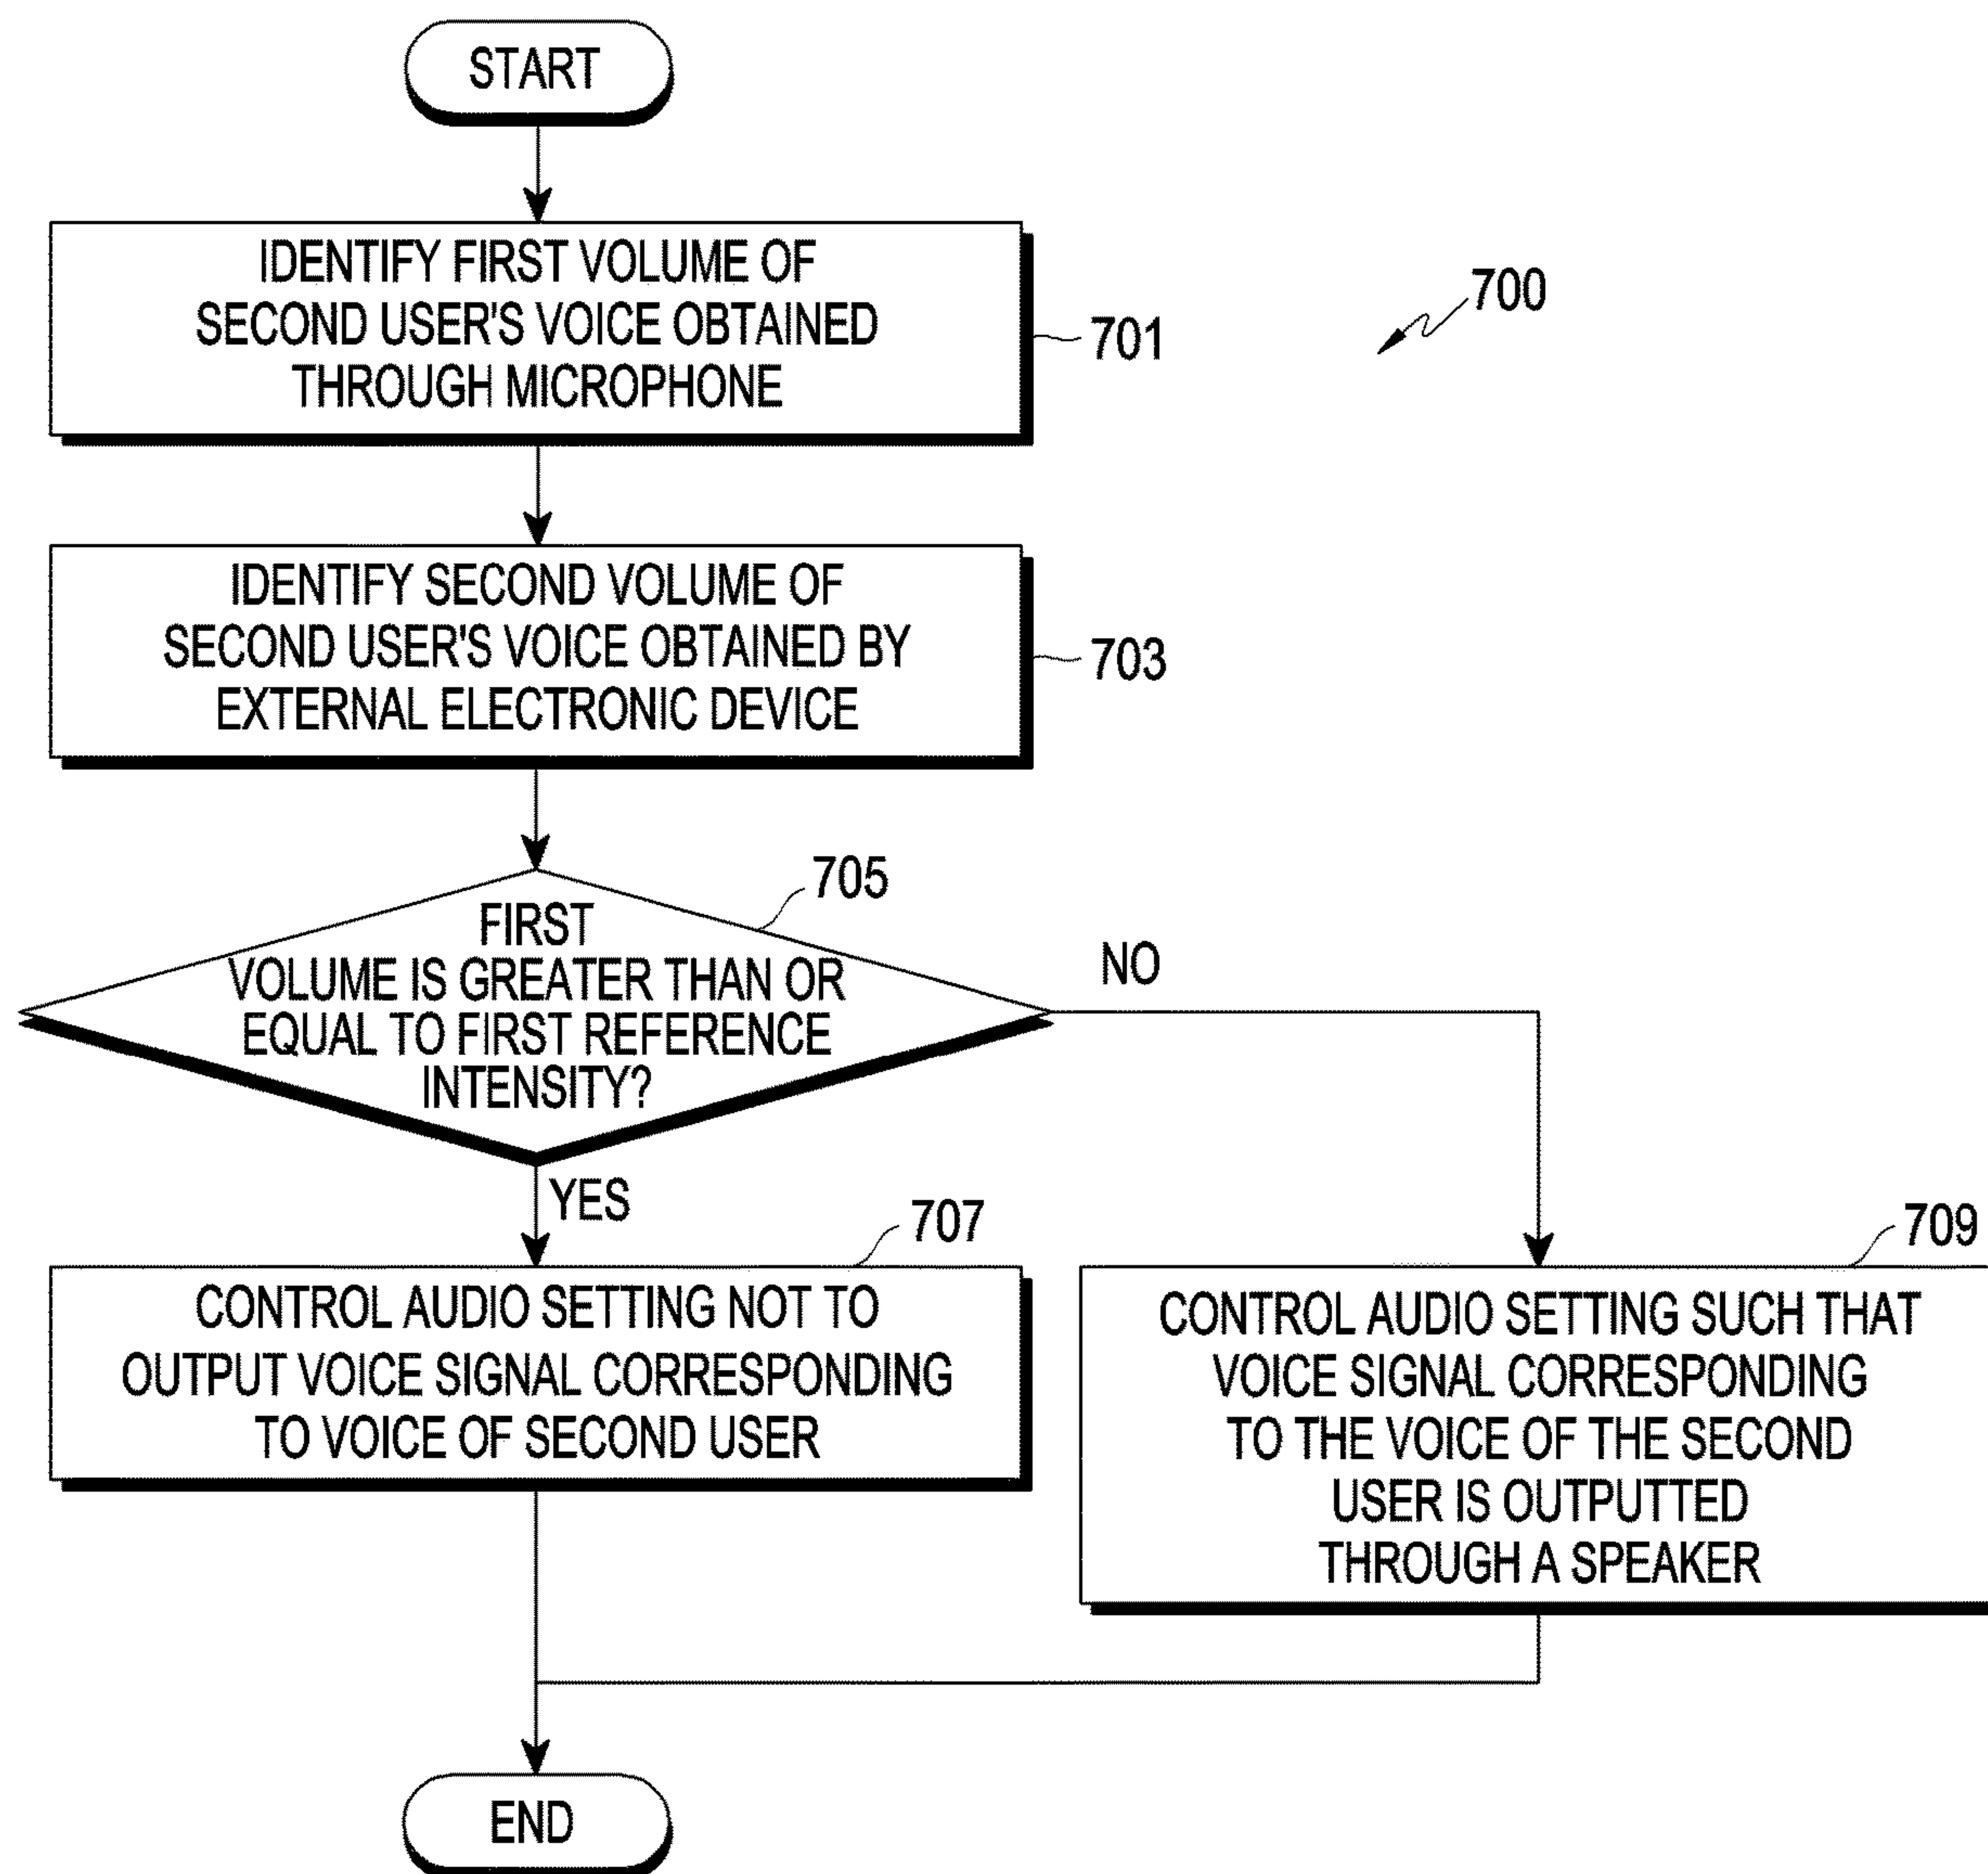 START
IDENTIFY FIRST VOLUME OF
SECOND USER'S VOICE OBTAINED
THROUGH MICROPHONE
701
700
IDENTIFY SECOND VOLUME OF
SECOND USER'S VOICE OBTAINED BY
EXTERNAL ELECTRONIC DEVICE
703
705
FIRST
VOLUME IS GREATER THAN OR
EQUAL TO FIRST REFERENCE
INTENSITY?
NO
YES
707
CONTROL AUDIO SETTING NOT TO
OUTPUT VOICE SIGNAL CORRESPONDING
TO VOICE OF SECOND USER
709
CONTROL AUDIO SETTING SUCH THAT
VOICE SIGNAL CORRESPONDING
TO THE VOICE OF THE SECOND
USER IS OUTPUTTED
THROUGH A SPEAKER
END